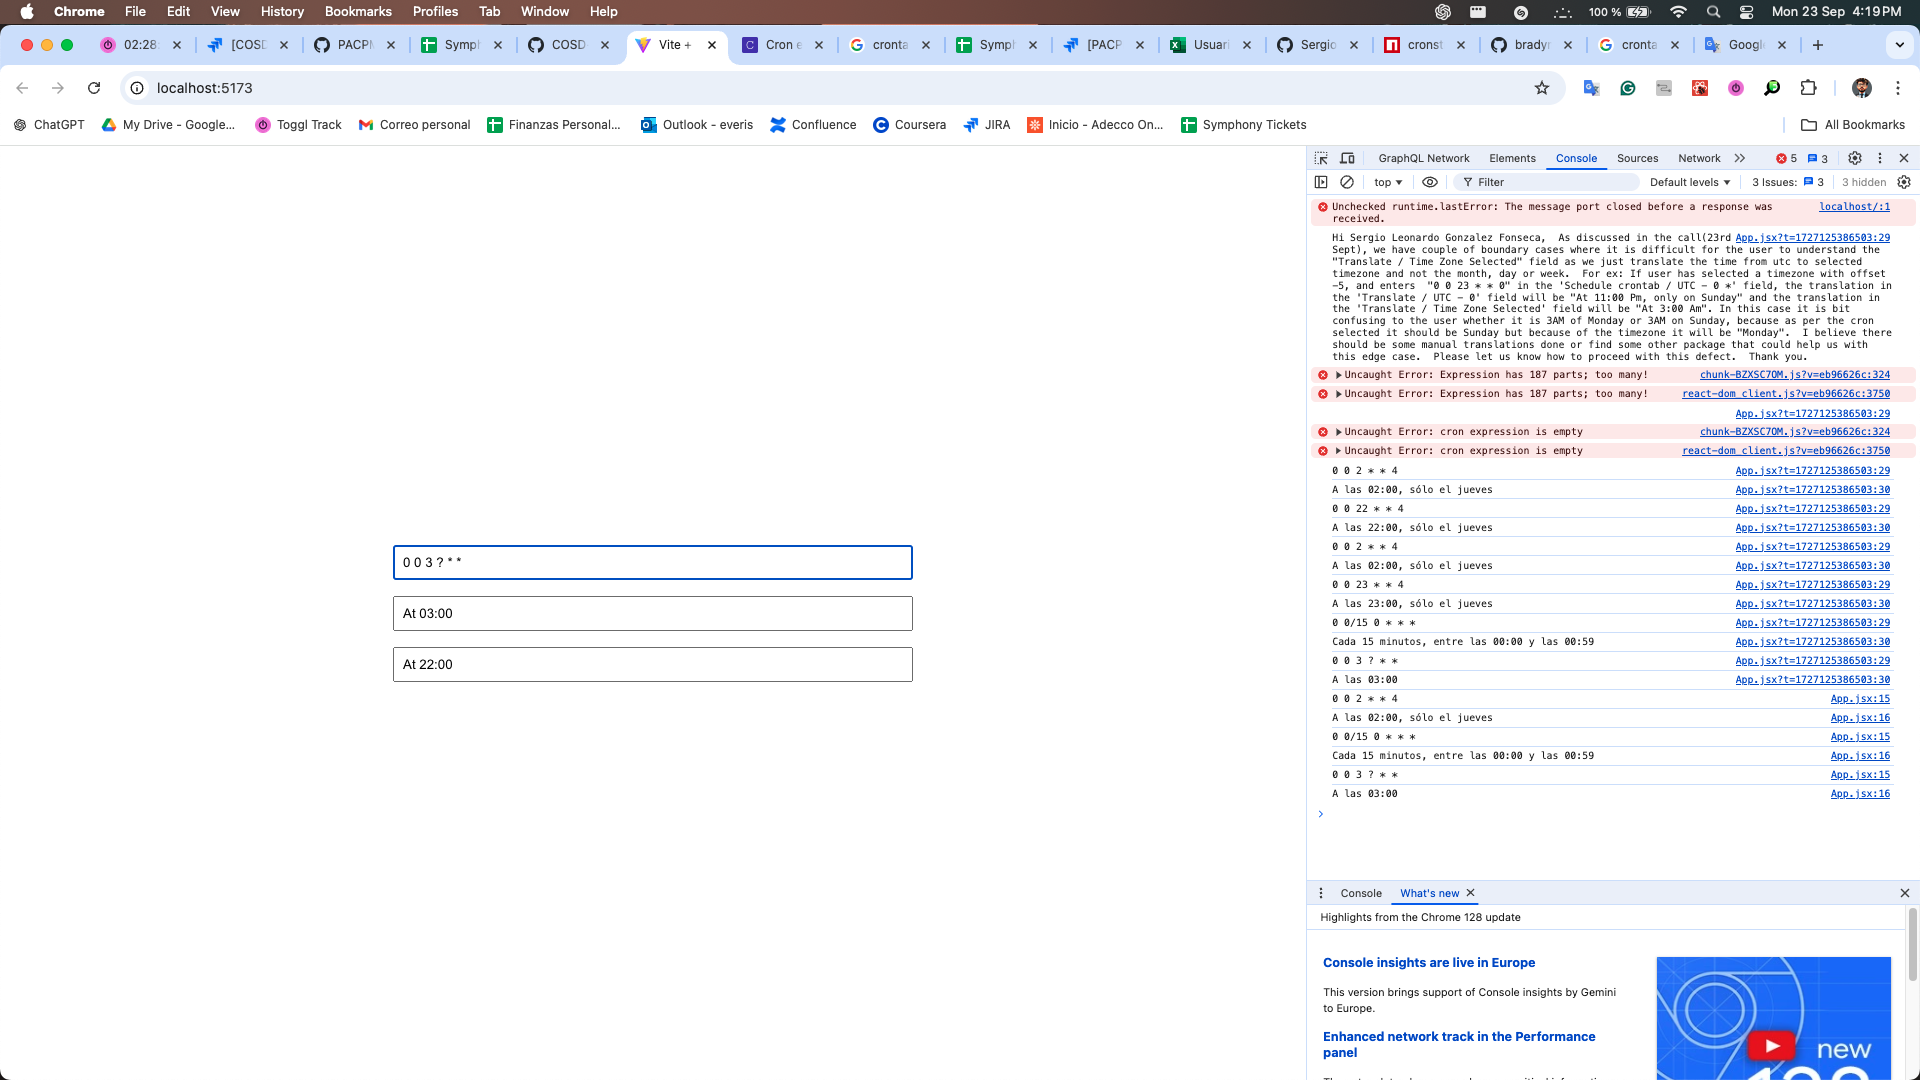 Chrome File Edit View History Bookmarks Profiles Tab Window Help 100 % Mon 23 Sep 4:19 PM
02:28: [COSD PACPM Symph COSD Vite + Cron e cronta Symph [PACP Usuari Sergio cronst bradyn cronta Google
localhost:5173
ChatGPT My Drive - Google... Toggl Track Correo personal Finanzas Personal... Outlook - everis Confluence Coursera JIRA Inicio - Adecco On... Symphony Tickets All Bookmarks
GraphQL Network Elements Console Sources Network 5 3
top Filter Default levels 3 Issues: 3 3 hidden
Unchecked runtime.lastError: The message port closed before a response was localhost/:1
received.
Hi Sergio Leonardo Gonzalez Fonseca, As discussed in the call(23rd App.jsx?t=1727125386503:29
Sept), we have couple of boundary cases where it is difficult for the user to understand the
"Translate / Time Zone Selected" field as we just translate the time from utc to selected
timezone and not the month, day or week. For ex: If user has selected a timezone with offset
-5, and enters "0 0 23 * * 0" in the 'Schedule crontab / UTC - 0 *' field, the translation in
the 'Translate / UTC - 0' field will be "At 11:00 Pm, only on Sunday" and the translation in
the 'Translate / Time Zone Selected' field will be "At 3:00 Am". In this case it is bit
confusing to the user whether it is 3AM of Monday or 3AM on Sunday, because as per the cron
selected it should be Sunday but because of the timezone it will be "Monday". I believe there
should be some manual translations done or find some other package that could help us with
this edge case. Please let us know how to proceed with this defect. Thank you.
Uncaught Error: Expression has 187 parts; too many! chunk-BZXSC7OM.js?v=eb96626c:324
Uncaught Error: Expression has 187 parts; too many! react-dom_client.js?v=eb96626c:3750
App.jsx?t=1727125386503:29
Uncaught Error: cron expression is empty chunk-BZXSC7OM.js?v=eb96626c:324
Uncaught Error: cron expression is empty react-dom_client.js?v=eb96626c:3750
0 0 2 * * 4 App.jsx?t=1727125386503:29
A las 02:00, sólo el jueves App.jsx?t=1727125386503:30
0 0 22 * * 4 App.jsx?t=1727125386503:29
A las 22:00, sólo el jueves App.jsx?t=1727125386503:30
0 0 2 * * 4 App.jsx?t=1727125386503:29
A las 02:00, sólo el jueves App.jsx?t=1727125386503:30
0 0 23 * * 4 App.jsx?t=1727125386503:29
A las 23:00, sólo el jueves App.jsx?t=1727125386503:30
0 0/15 0 * * * App.jsx?t=1727125386503:29
Cada 15 minutos, entre las 00:00 y las 00:59 App.jsx?t=1727125386503:30
0 0 3 ? * * App.jsx?t=1727125386503:29
A las 03:00 App.jsx?t=1727125386503:30
0 0 2 * * 4 App.jsx:15
A las 02:00, sólo el jueves App.jsx:16
0 0/15 0 * * * App.jsx:15
Cada 15 minutos, entre las 00:00 y las 00:59 App.jsx:16
0 0 3 ? * * App.jsx:15
A las 03:00 App.jsx:16
0 0 3 ? * *
At 03:00
At 22:00
Console What's new
Highlights from the Chrome 128 update
Console insights are live in Europe
This version brings support of Console insights by Gemini
to Europe.
Enhanced network track in the Performance
panel
new